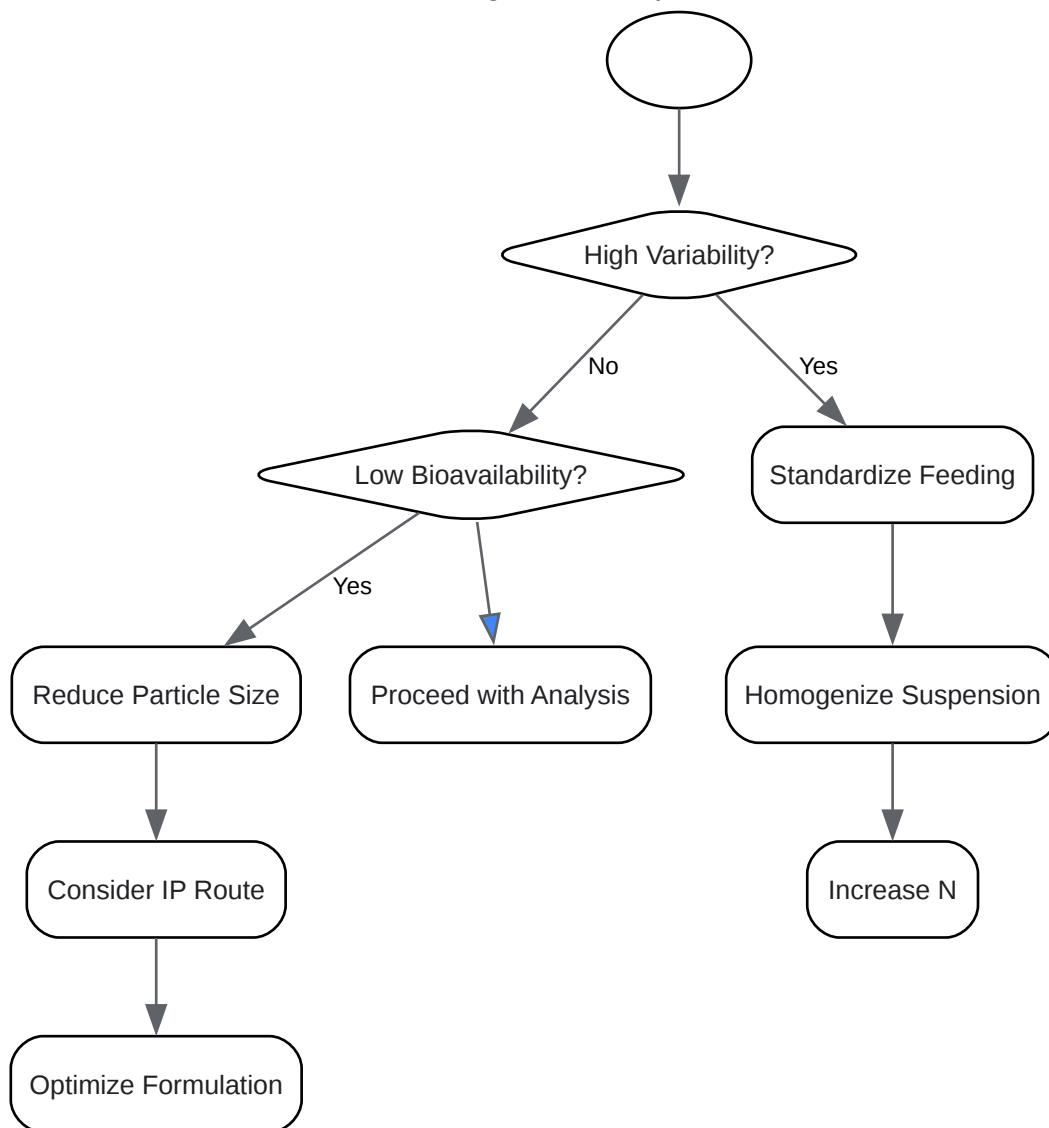 High Variability?
No
Yes
Low Bioavailability?
Standardize Feeding
Yes
Reduce Particle Size
Proceed with Analysis
Homogenize Suspension
Consider IP Route
Increase N
Optimize Formulation